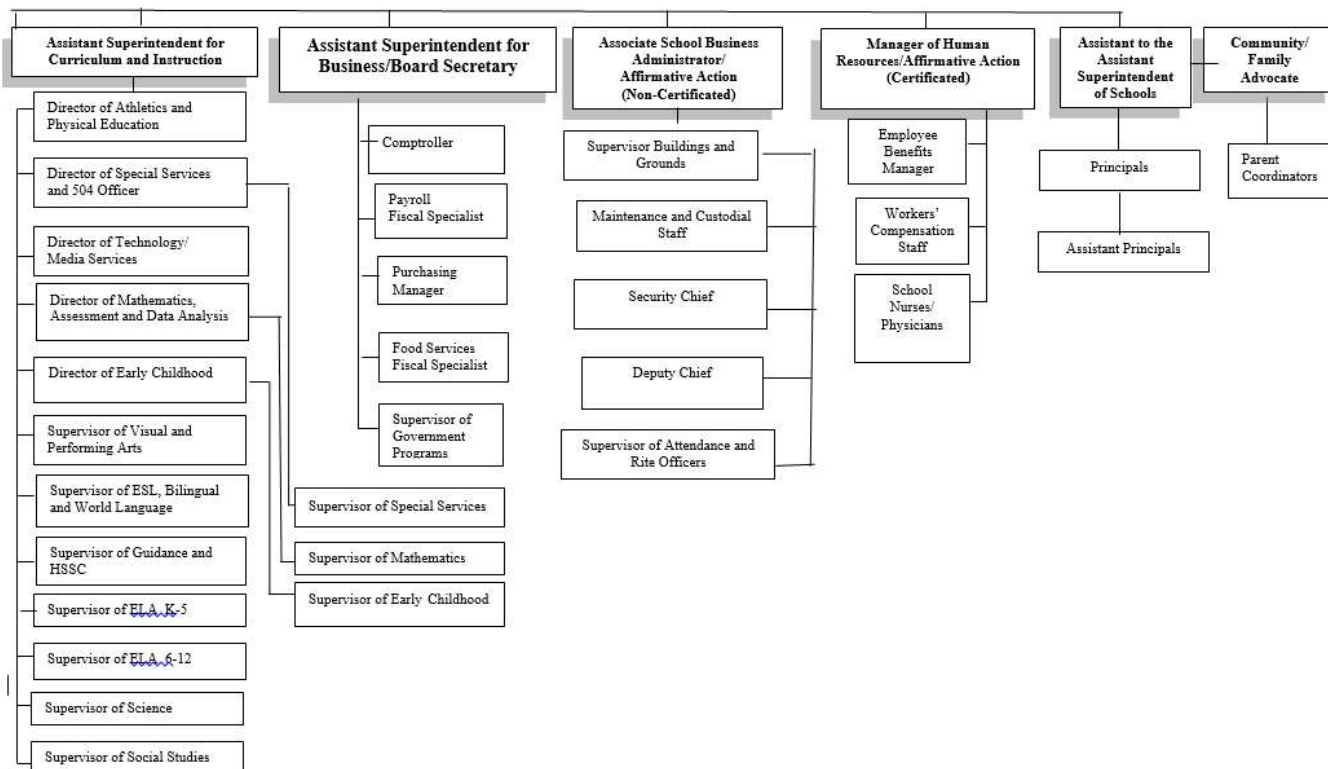 Assistant Superintendent for
Curriculum and Instruction
Director of Athletics and
Physical Education
Director of Special Services
and 504 Officer
Director of Technology/
Media Services
Director of Mathematics,
Assessment and Data Analysis
Director of Early Childhood
Supervisor of Visual and
Performing Arts
Supervisor of ESL, Bilingual
and World Language
Supervisor of Guidance and
HSSC
Supervisor of ELA K-5
Supervisor of ELA 6-12
Supervisor of Science
Supervisor of Social Studies
Assistant Superintendent for
Business/Board Secretary
Comptroller
Payroll
Fiscal Specialist
Purchasing
Manager
Food Services
Fiscal Specialist
Supervisor of
Government
Programs
Supervisor of Special Services
Supervisor of Mathematics
Supervisor of Early Childhood
Associate School Business
Administrator/
Affirmative Action
(Non-Certificated)
Supervisor Buildings and
Grounds
Maintenance and Custodial
Staff
Security Chief
Deputy Chief
Supervisor of Attendance and
Rite Officers
Manager of Human
Resources/Affirmative Action
(Certificated)
Employee
Benefits
Manager
Workers’
Compensation
Staff
School
Nurses/
Physicians
Assistant to the
Assistant
Superintendent
of Schools
Principals
Assistant Principals
Community/
Family
Advocate
Parent
Coordinators